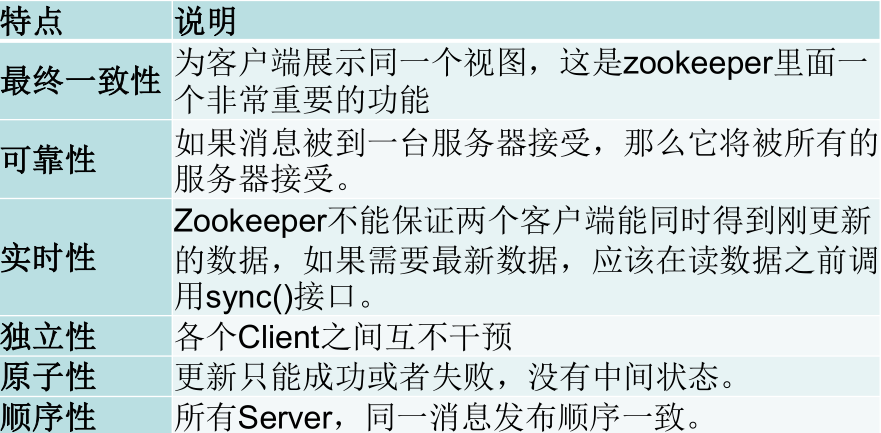 特点 说明
最终一致性 为客户端展示同一个视图，这是zookeeper里面一
个非常重要的功能
可靠性 如果消息被到一台服务器接受，那么它将被所有的
服务器接受。
实时性 Zookeeper不能保证两个客户端能同时得到刚更新
的数据，如果需要最新数据，应该在读数据之前调
用sync()接口。
独立性 各个Client之间互不干预
原子性 更新只能成功或者失败，没有中间状态。
顺序性 所有Server，同一消息发布顺序一致。